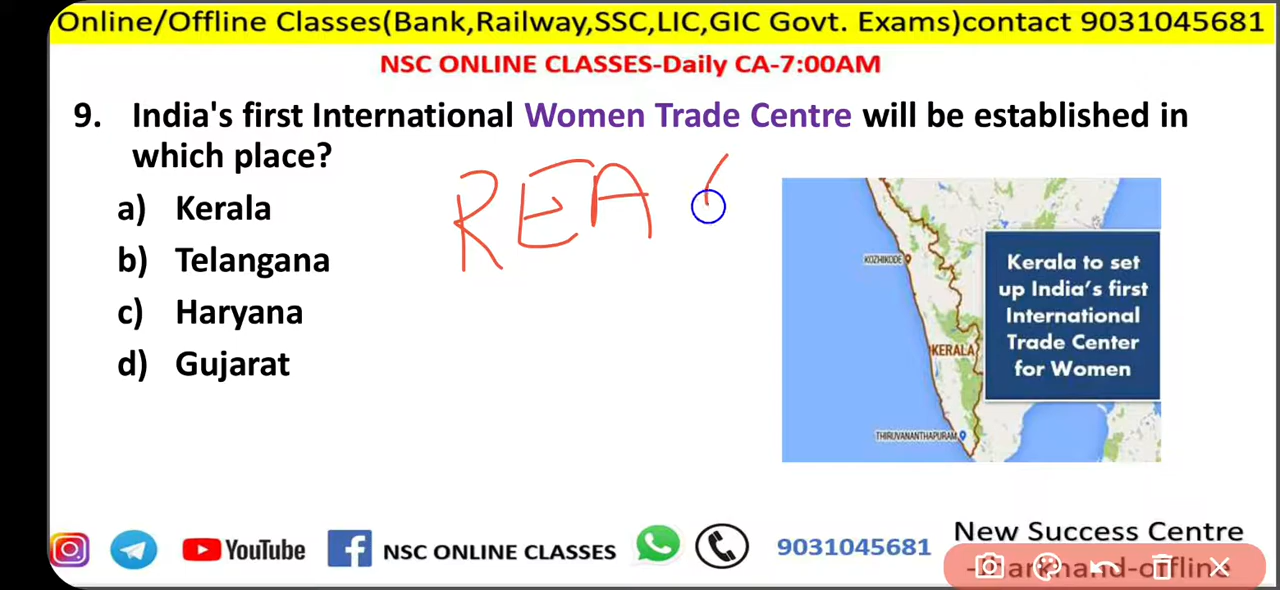 Online/Offline Classes(Bank,Railway,SSC,LIC,GIC Govt. Exams)contact 9031045681
NSC ONLINE CLASSES-Daily CA-7:00AM
9. India's first International Women Trade Centre will be established in
which place?
REA
a) Kerala
b) Telangana
c) Haryana
d) Gujarat
KOZHIKODE
KERALA
THIRUVANANTHAPURAM
Kerala to set
up India's first
International
Trade Center
for Women
YouTube
NSC ONLINE CLASSES
9031045681
New Success Centre
-Jharkhand-offline